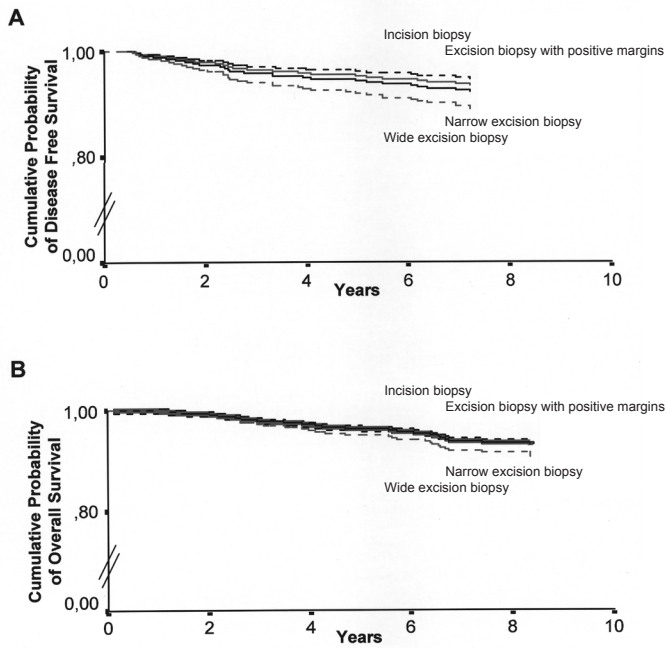 A
Cumulative Probability
of Disease Free Survival
1,00
,80
0,00
0
2
4
6
8
10
Years
Incision biopsy
Excision biopsy with positive margins
Narrow excision biopsy
Wide excision biopsy
B
Cumulative Probability
of Overall Survival
1,00
,80
0,00
0
2
4
6
8
10
Years
Incision biopsy
Excision biopsy with positive margins
Narrow excision biopsy
Wide excision biopsy